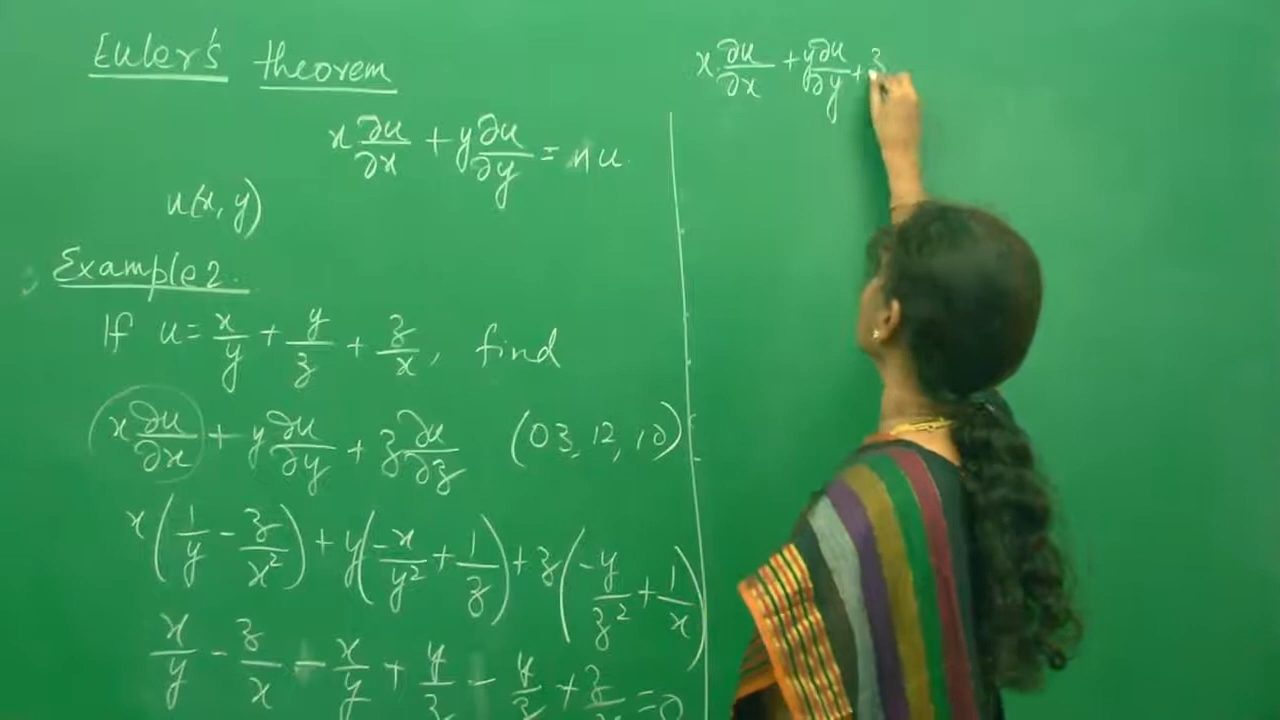 Euler's theorem
x ∂u/∂x + y ∂u/∂y = nu
u(x, y)
Example 2.
If u = x/y + y/z + z/x, find
x ∂u/∂x + y ∂u/∂y + z ∂u/∂z (03, 12, 10)
x(1/y - z/x²) + y(-x/y² + 1/z) + z(-y/z² + 1/x)
x/y - z/x - x/y + y/z - y/z + z/x = 0
x. ∂u/∂x + y ∂u/∂y + z